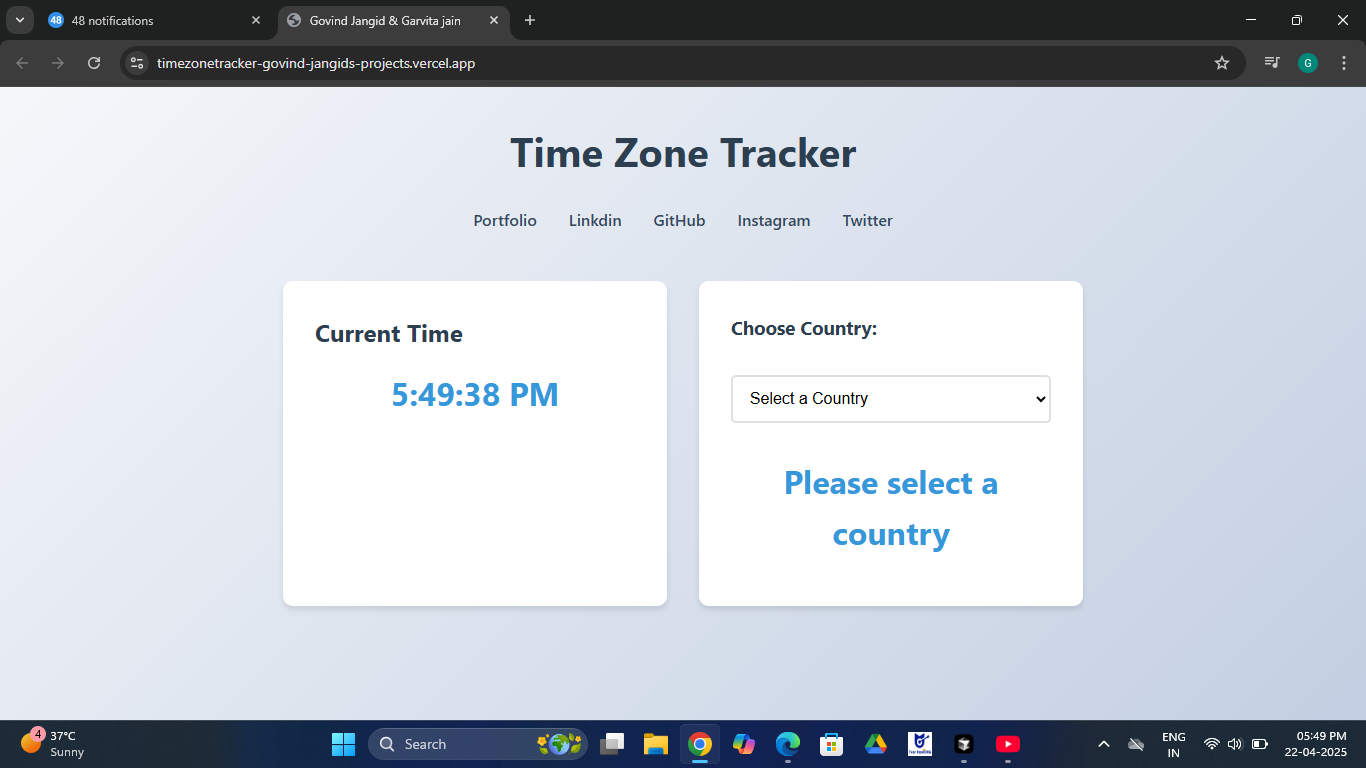 48
48 notifications
Govind Jangid & Garvita jain
timezonetracker-govind-jangids-projects.vercel.app
G
Time Zone Tracker
Portfolio Linkdin GitHub Instagram Twitter
Current Time
5:49:38 PM
Choose Country:
Select a Country
Please select a
country
4
37°C
Sunny
Search
ENG
IN
05:49 PM
22-04-2025